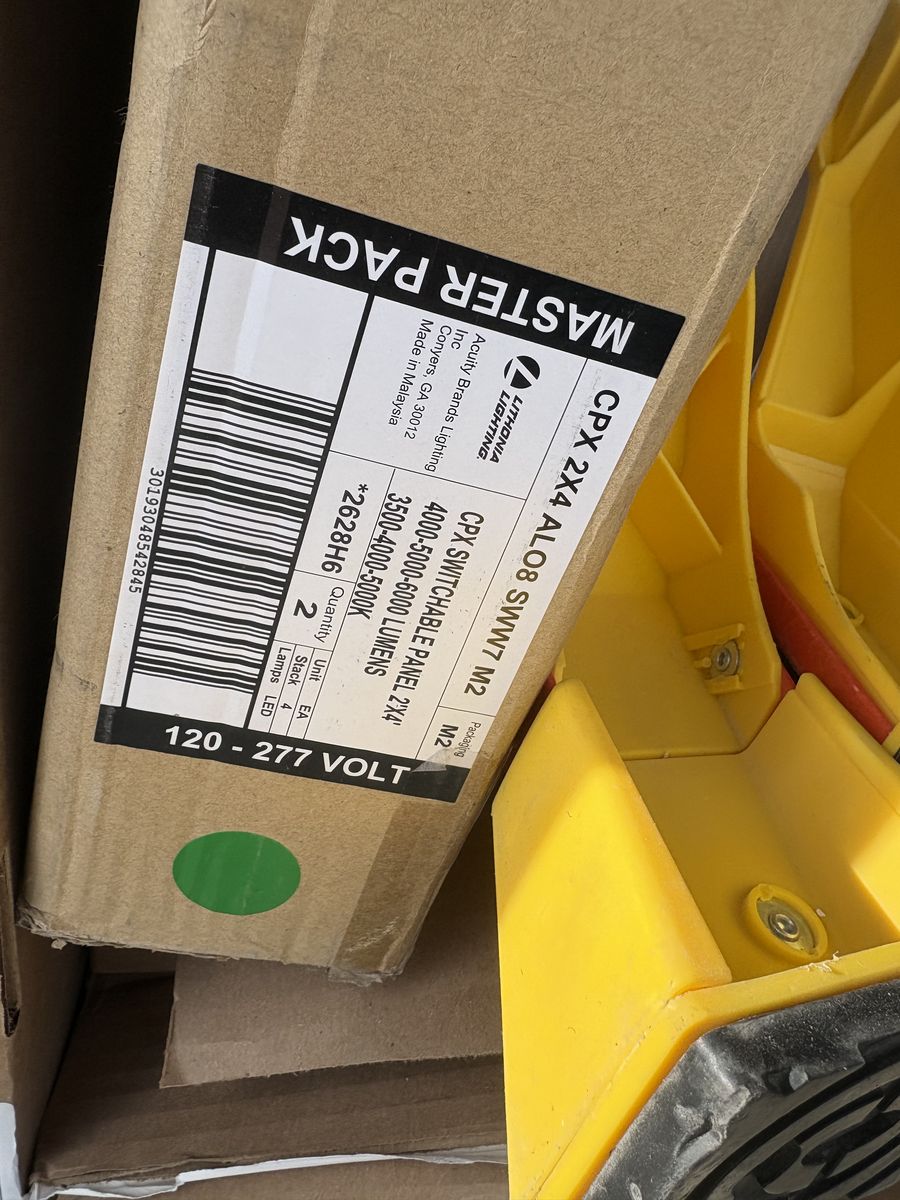 MASTER PACK
CPX 2X4 ALO8 SWW7 M2
LITHONIA
LIGHTING.
Acuity Brands Lighting
Inc
Conyers, GA 30012
Made in Malaysia
CPX SWITCHABLE PANEL 2'X4'
4000-5000-6000 LUMENS
3500-4000-5000K
Packaging
M2
*2628H6
Quantity
2
Unit EA
Stack 4
Lamps LED
30193048542845
120 - 277 VOLT